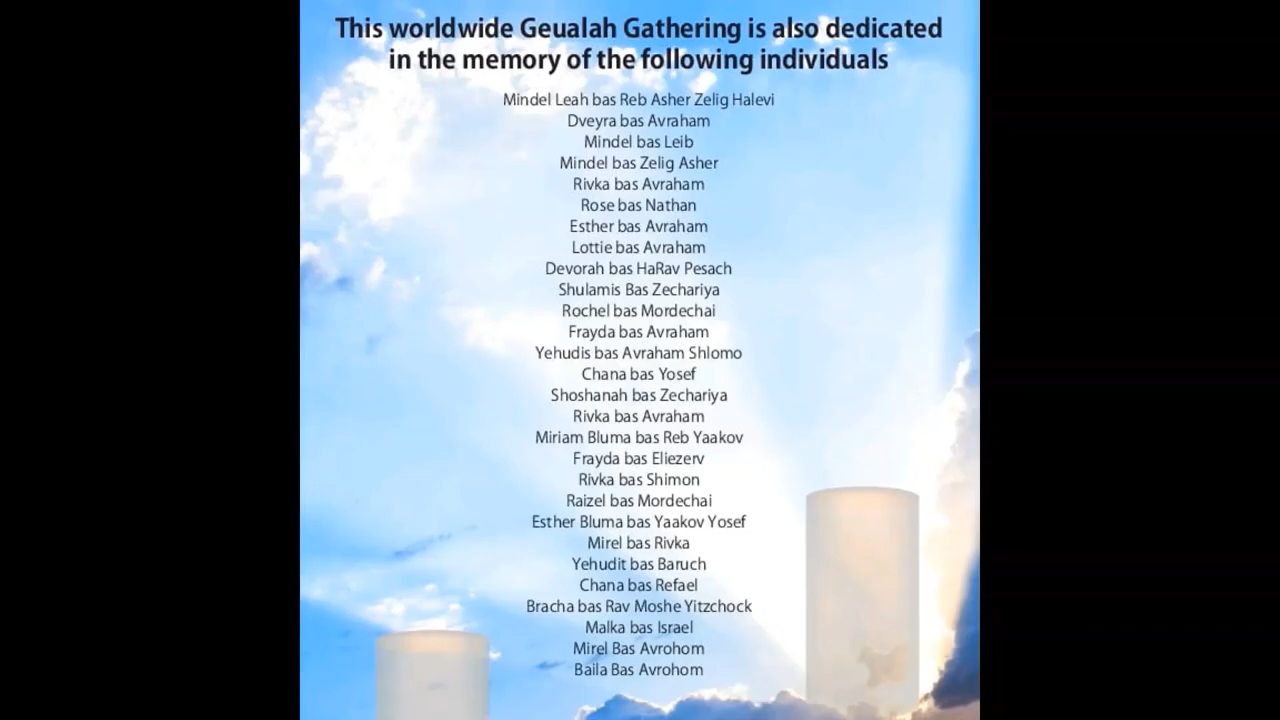 This worldwide Geualah Gathering is also dedicated
in the memory of the following individuals
Mindel Leah bas Reb Asher Zelig Halevi
Dveyra bas Avraham
Mindel bas Leib
Mindel bas Zelig Asher
Rivka bas Avraham
Rose bas Nathan
Esther bas Avraham
Lottie bas Avraham
Devorah bas HaRav Pesach
Shulamis Bas Zechariya
Rochel bas Mordechai
Frayda bas Avraham
Yehudis bas Avraham Shlomo
Chana bas Yosef
Shoshanah bas Zechariya
Rivka bas Avraham
Miriam Bluma bas Reb Yaakov
Frayda bas Eliezerv
Rivka bas Shimon
Raizel bas Mordechai
Esther Bluma bas Yaakov Yosef
Mirel bas Rivka
Yehudit bas Baruch
Chana bas Refael
Bracha bas Rav Moshe Yitzchock
Malka bas Israel
Mirel Bas Avrohom
Baila Bas Avrohom